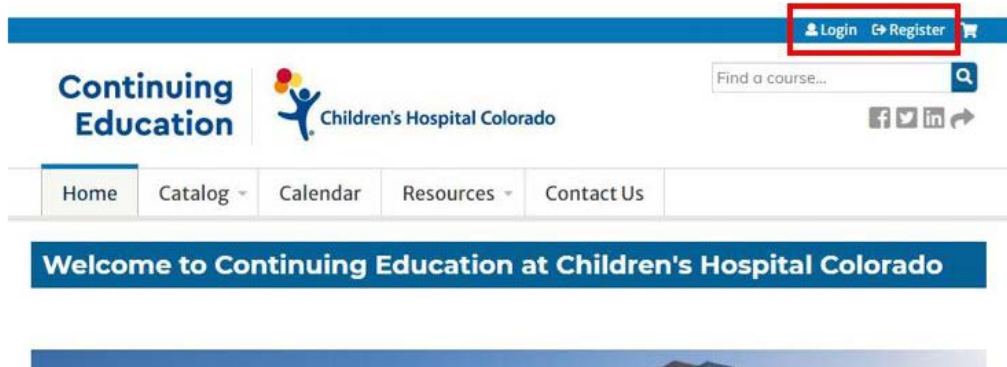 Login Register
Continuing
Education
Children's Hospital Colorado
Find a course...
Home Catalog Calendar Resources Contact Us
Welcome to Continuing Education at Children's Hospital Colorado